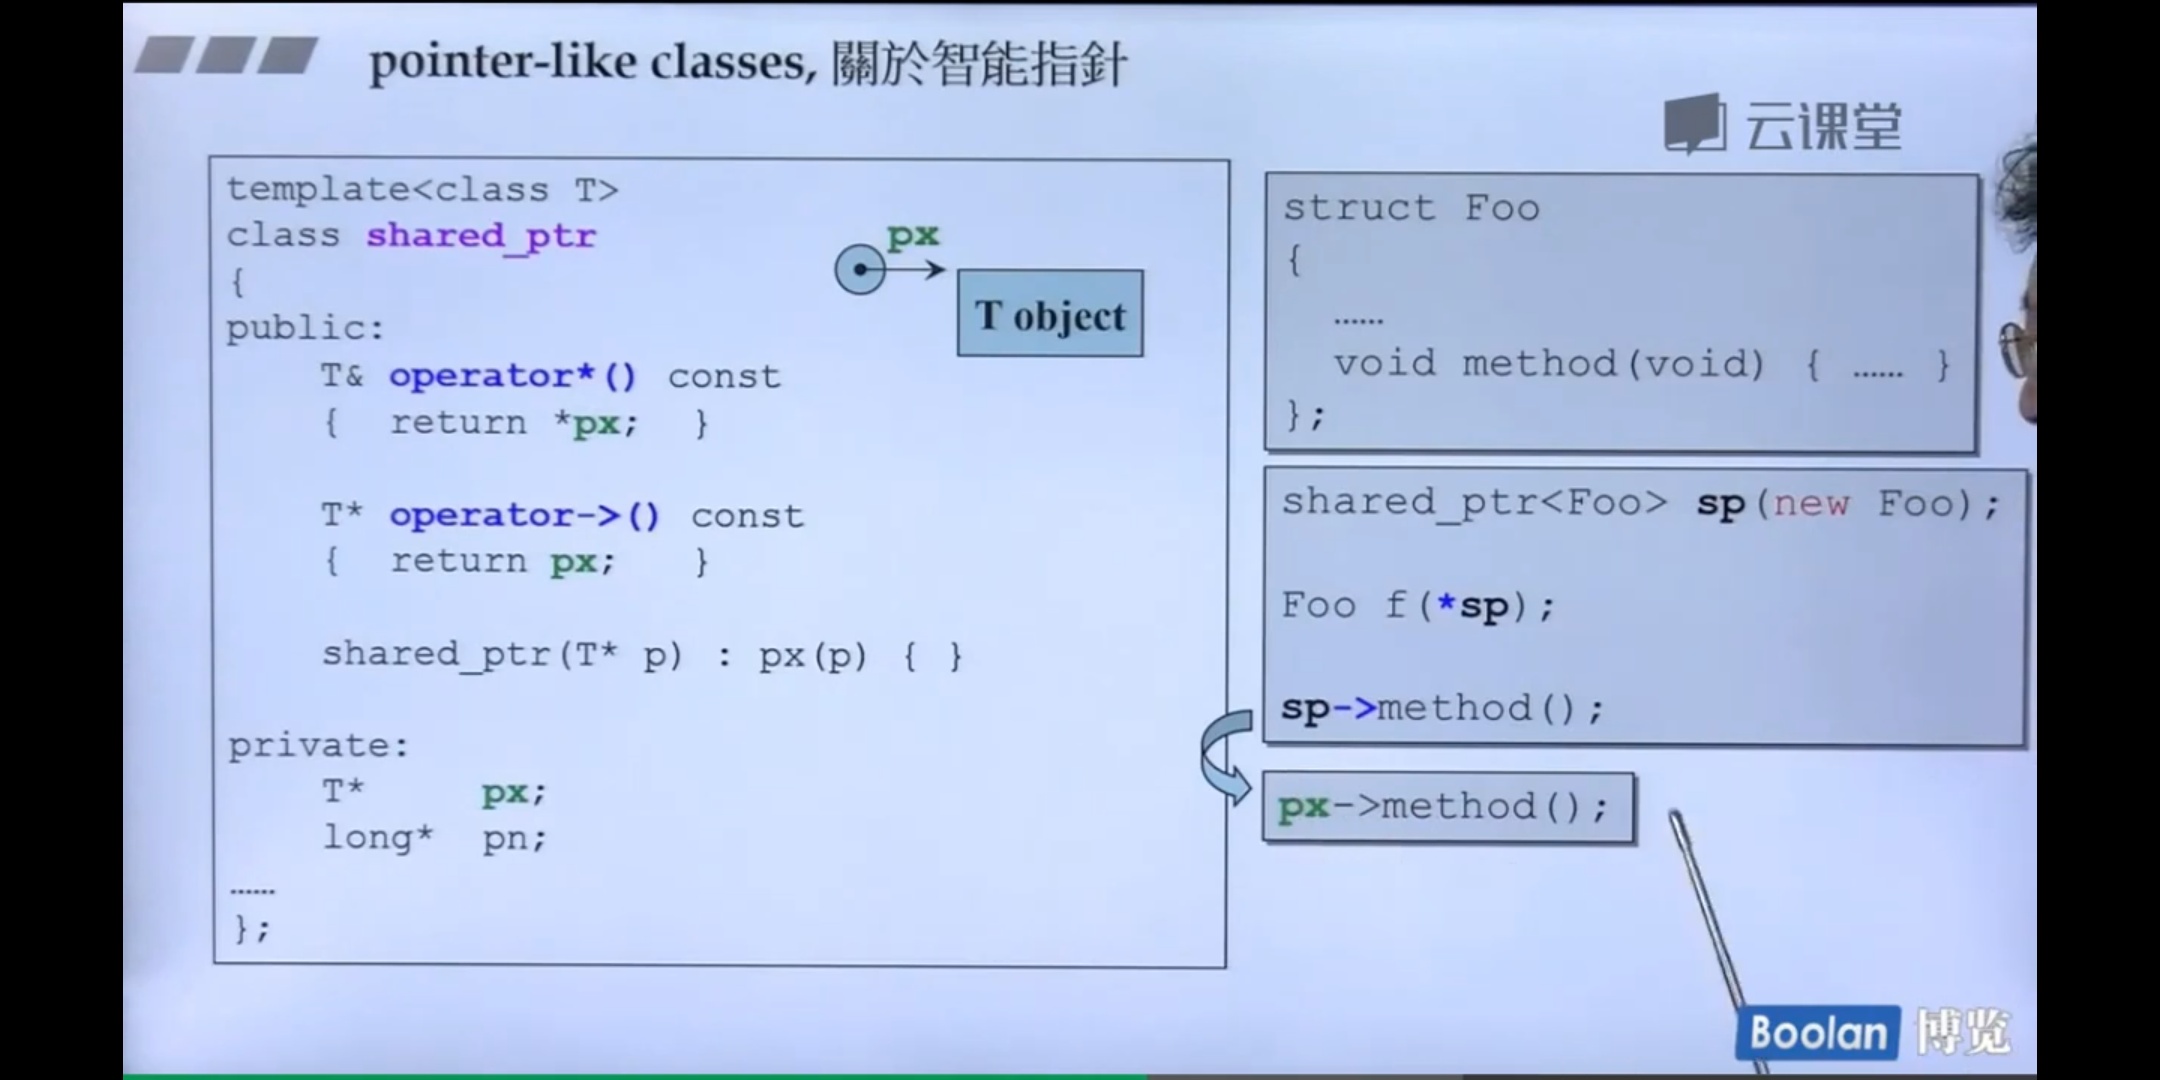 pointer-like classes, 關於智能指針
云课堂
template<class T>
class shared_ptr
{
public:
T& operator*() const
{ return *px; }
T* operator->() const
{ return px; }
shared_ptr(T* p) : px(p) { }
private:
T* px;
long* pn;
……
};
px
T object
struct Foo
{
……
void method(void) { …… }
};
shared_ptr<Foo> sp(new Foo);
Foo f(*sp);
sp->method();
px->method();
Boolan 博览